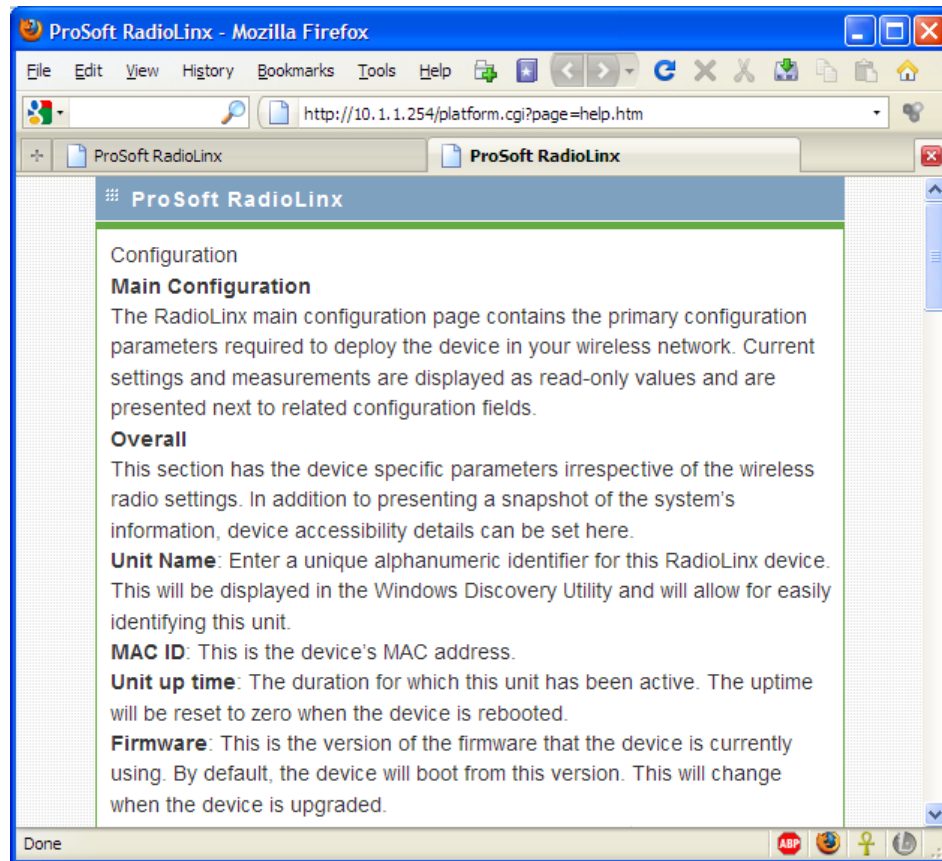 ProSoft RadioLinx - Mozilla Firefox
File Edit View History Bookmarks Tools Help
http://10.1.1.254/platform.cgi?page=help.htm
ProSoft RadioLinx ProSoft RadioLinx
ProSoft RadioLinx
Configuration
Main Configuration
The RadioLinx main configuration page contains the primary configuration
parameters required to deploy the device in your wireless network. Current
settings and measurements are displayed as read-only values and are
presented next to related configuration fields.
Overall
This section has the device specific parameters irrespective of the wireless
radio settings. In addition to presenting a snapshot of the system's
information, device accessibility details can be set here.
Unit Name: Enter a unique alphanumeric identifier for this RadioLinx device.
This will be displayed in the Windows Discovery Utility and will allow for easily
identifying this unit.
MAC ID: This is the device's MAC address.
Unit up time: The duration for which this unit has been active. The uptime
will be reset to zero when the device is rebooted.
Firmware: This is the version of the firmware that the device is currently
using. By default, the device will boot from this version. This will change
when the device is upgraded.
Done ABP